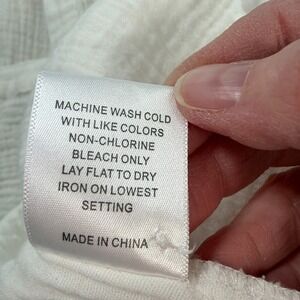 MACHINE WASH COLD
WITH LIKE COLORS
NON-CHLORINE
BLEACH ONLY
LAY FLAT TO DRY
IRON ON LOWEST
SETTING
MADE IN CHINA